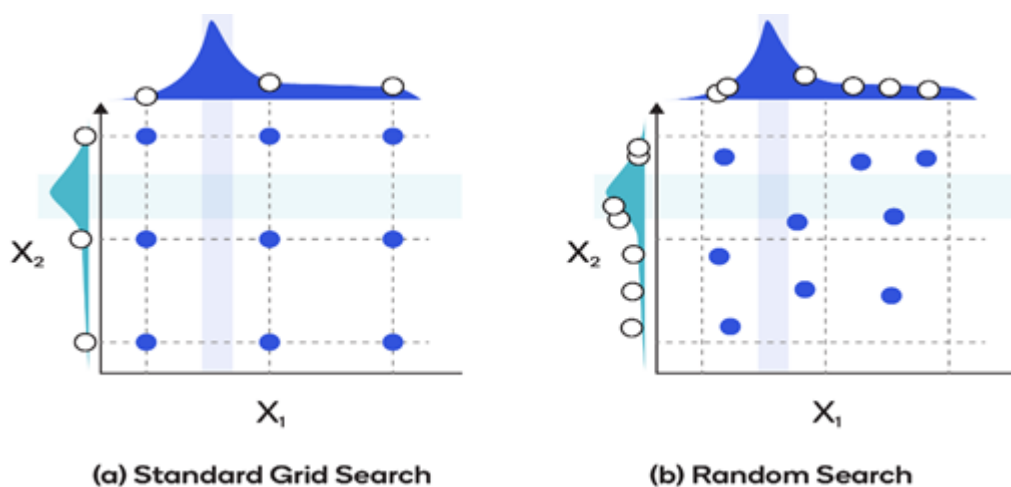 X₂
X₁
(a) Standard Grid Search
X₂
X₁
(b) Random Search